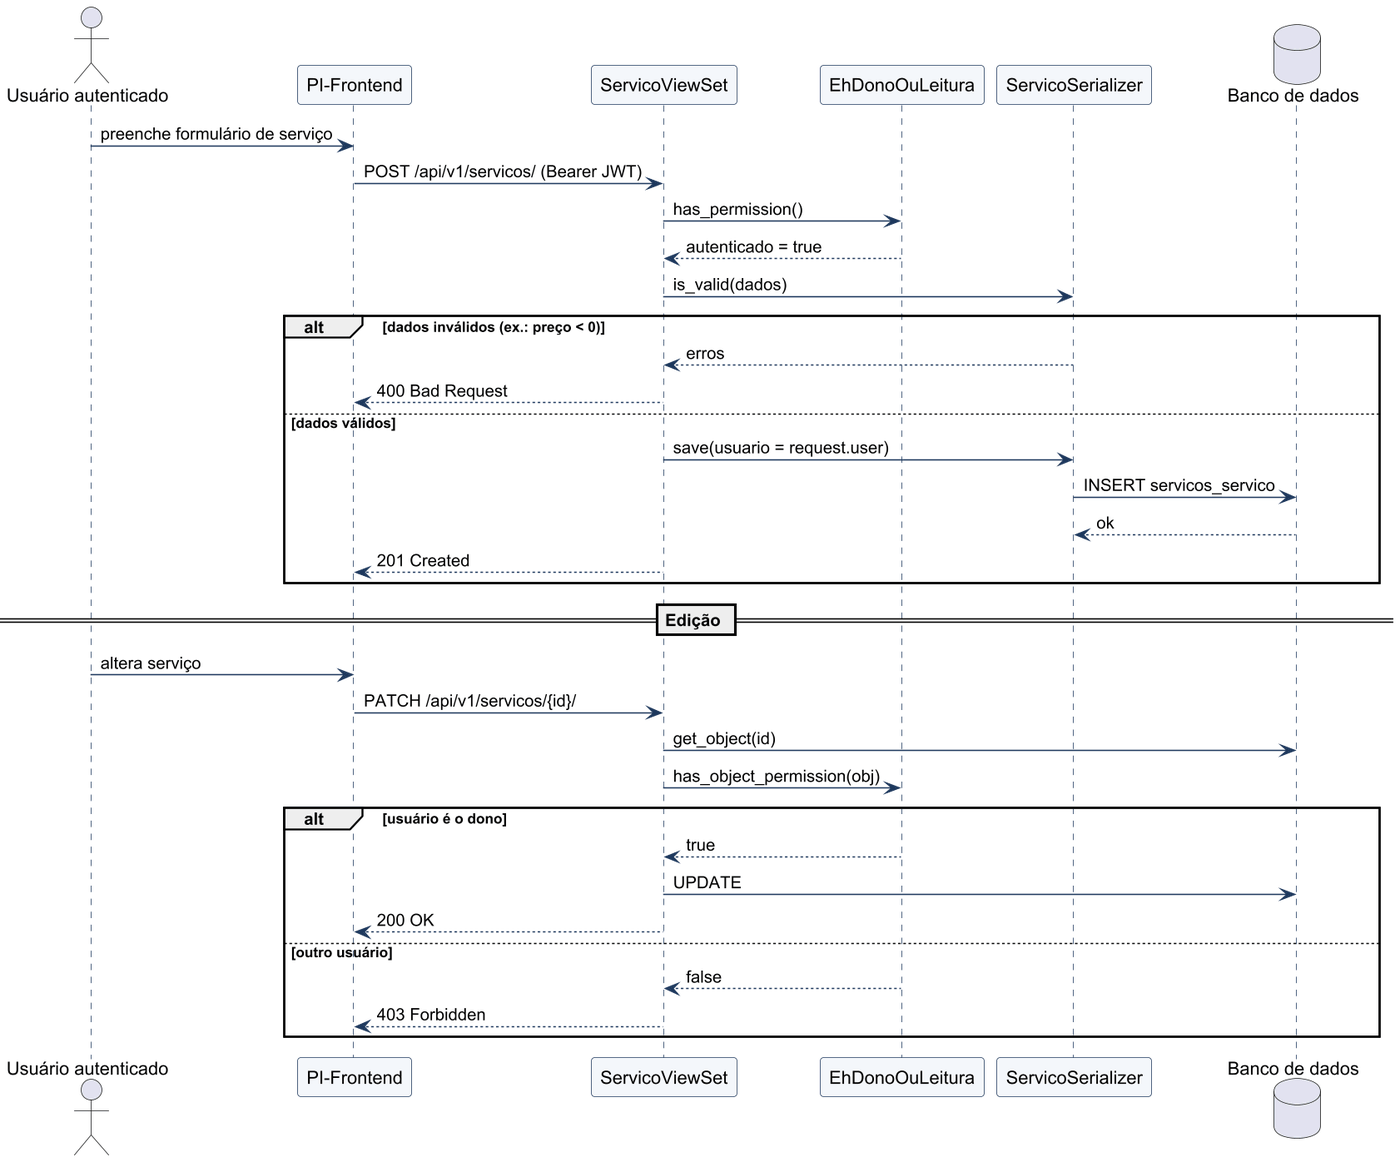 Usuário autenticado
PI-Frontend
ServicoViewSet
EhDonoOuLeitura
ServicoSerializer
Banco de dados
preenche formulário de serviço
POST /api/v1/servicos/ (Bearer JWT)
has_permission()
autenticado = true
is_valid(dados)
alt
[dados inválidos (ex.: preço < 0)]
erros
400 Bad Request
[dados válidos]
save(usuario = request.user)
INSERT servicos_servico
ok
201 Created
Edição
altera serviço
PATCH /api/v1/servicos/{id}/
get_object(id)
has_object_permission(obj)
alt
[usuário é o dono]
true
UPDATE
200 OK
[outro usuário]
false
403 Forbidden
Usuário autenticado
PI-Frontend
ServicoViewSet
EhDonoOuLeitura
ServicoSerializer
Banco de dados